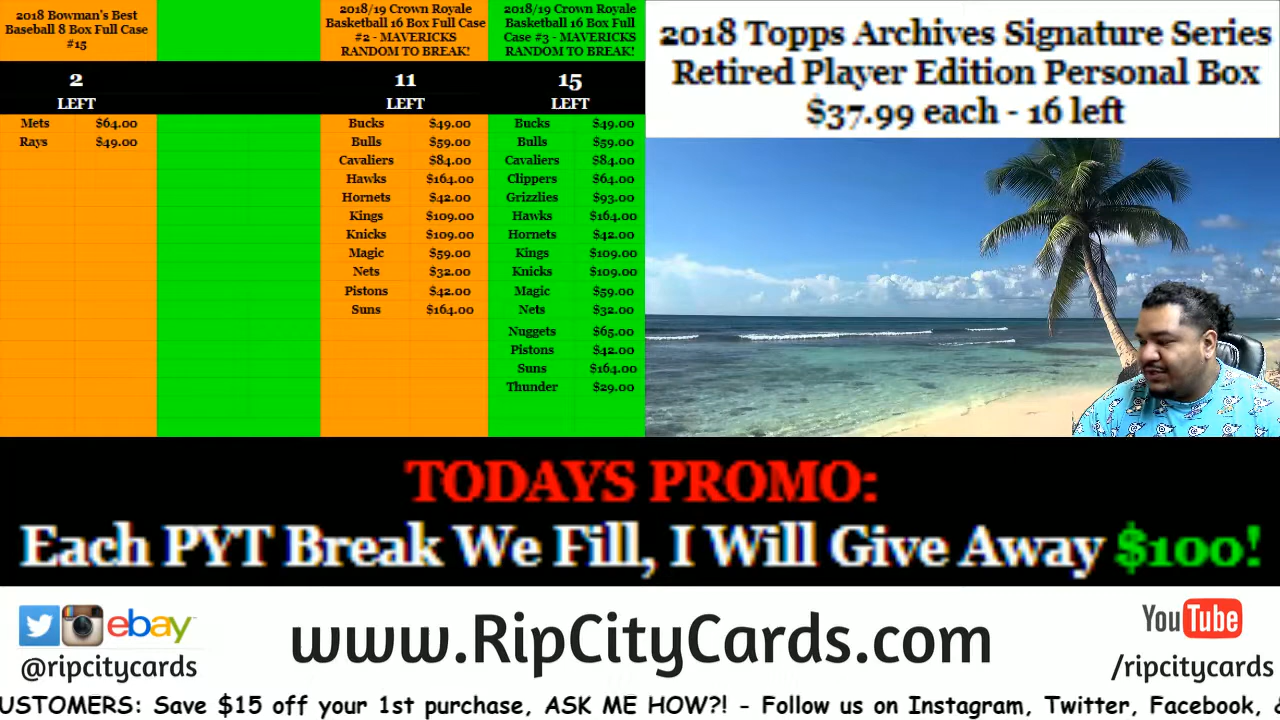 2018 Bowman's Best
Baseball 8 Box Full Case
#15
2
LEFT
Mets $64.00
Rays $49.00
2018/19 Crown Royale
Basketball 16 Box Full Case
#2 - MAVERICKS
RANDOM TO BREAK!
11
LEFT
Bucks $49.00
Bulls $59.00
Cavaliers $84.00
Hawks $164.00
Hornets $42.00
Kings $109.00
Knicks $109.00
Magic $59.00
Nets $32.00
Pistons $42.00
Suns $164.00
2018/19 Crown Royale
Basketball 16 Box Full
Case #3 - MAVERICKS
RANDOM TO BREAK!
15
LEFT
Bucks $49.00
Bulls $59.00
Cavaliers $84.00
Clippers $64.00
Grizzlies $93.00
Hawks $164.00
Hornets $42.00
Kings $109.00
Knicks $109.00
Magic $59.00
Nets $32.00
Nuggets $65.00
Pistons $42.00
Suns $164.00
Thunder $29.00
2018 Topps Archives Signature Series
Retired Player Edition Personal Box
$37.99 each - 16 left
TODAYS PROMO:
Each PYT Break We Fill, I Will Give Away $100!
ebay
@ripcitycards
www.RipCityCards.com
YouTube
/ripcitycards
USTOMERS: Save $15 off your 1st purchase, ASK ME HOW?! - Follow us on Instagram, Twitter, Facebook,